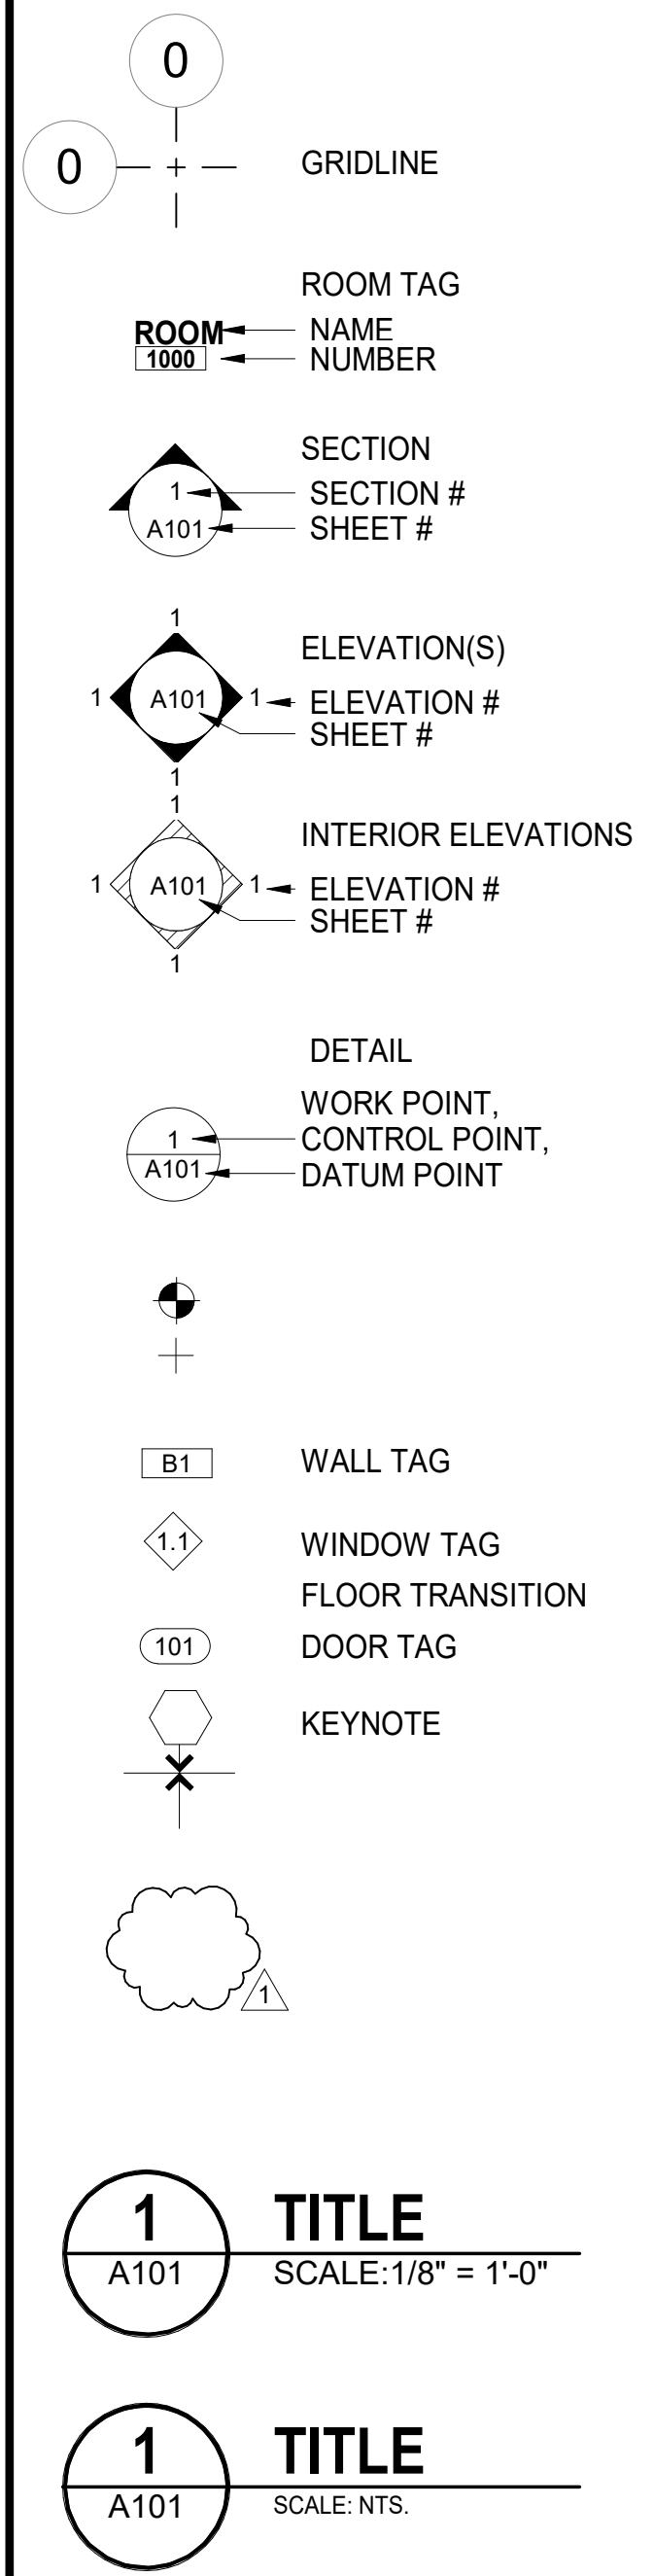 0
0
GRIDLINE
ROOM TAG
ROOM NAME
1000 NUMBER
SECTION
1 SECTION #
A101 SHEET #
1
ELEVATION(S)
1 A101 1 ELEVATION #
SHEET #
1
1
INTERIOR ELEVATIONS
1 A101 1 ELEVATION #
SHEET #
1
DETAIL
WORK POINT,
1 CONTROL POINT,
A101 DATUM POINT
B1 WALL TAG
1.1 WINDOW TAG
FLOOR TRANSITION
101 DOOR TAG
KEYNOTE
1
1 TITLE
A101 SCALE:1/8" = 1'-0"
1 TITLE
A101 SCALE: NTS.